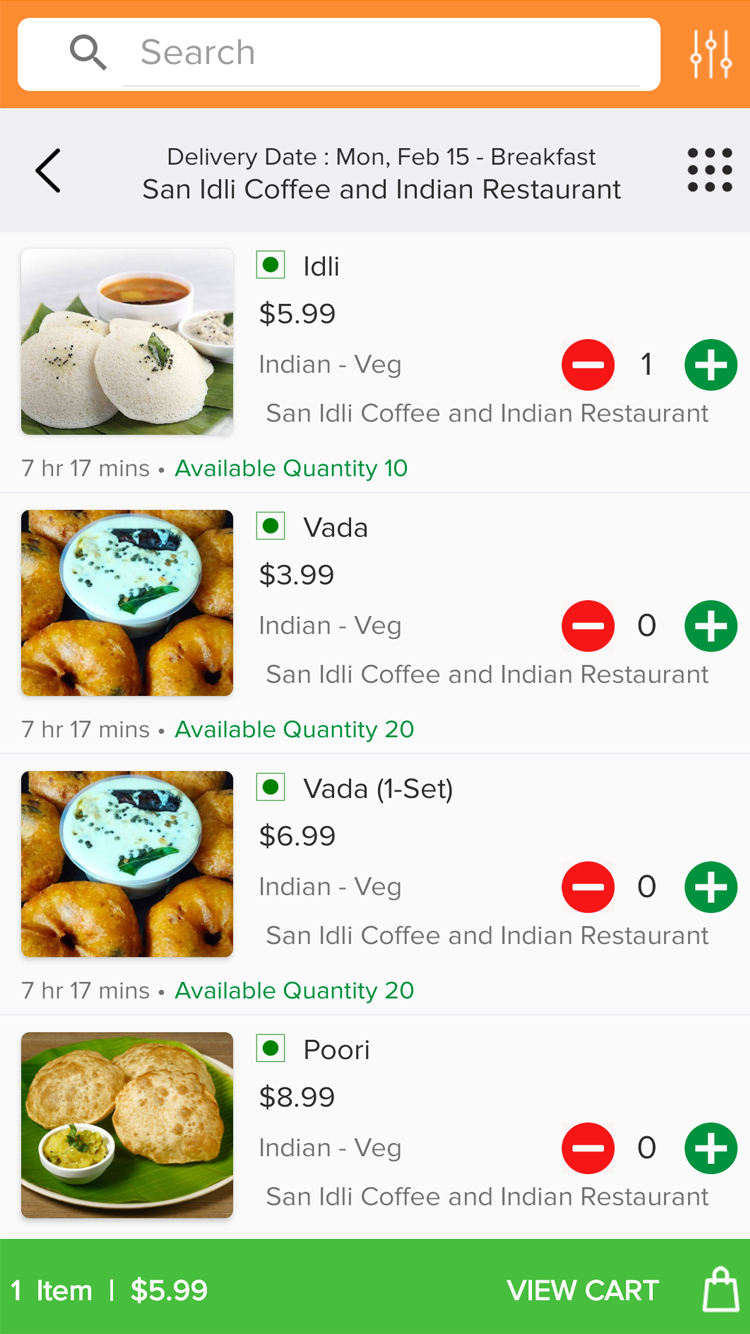 Search
Delivery Date : Mon, Feb 15 - Breakfast
San Idli Coffee and Indian Restaurant
Idli
$5.99
Indian - Veg
1
San Idli Coffee and Indian Restaurant
7 hr 17 mins • Available Quantity 10
Vada
$3.99
Indian - Veg
0
San Idli Coffee and Indian Restaurant
7 hr 17 mins • Available Quantity 20
Vada (1-Set)
$6.99
Indian - Veg
0
San Idli Coffee and Indian Restaurant
7 hr 17 mins • Available Quantity 20
Poori
$8.99
Indian - Veg
0
San Idli Coffee and Indian Restaurant
1 Item | $5.99
VIEW CART